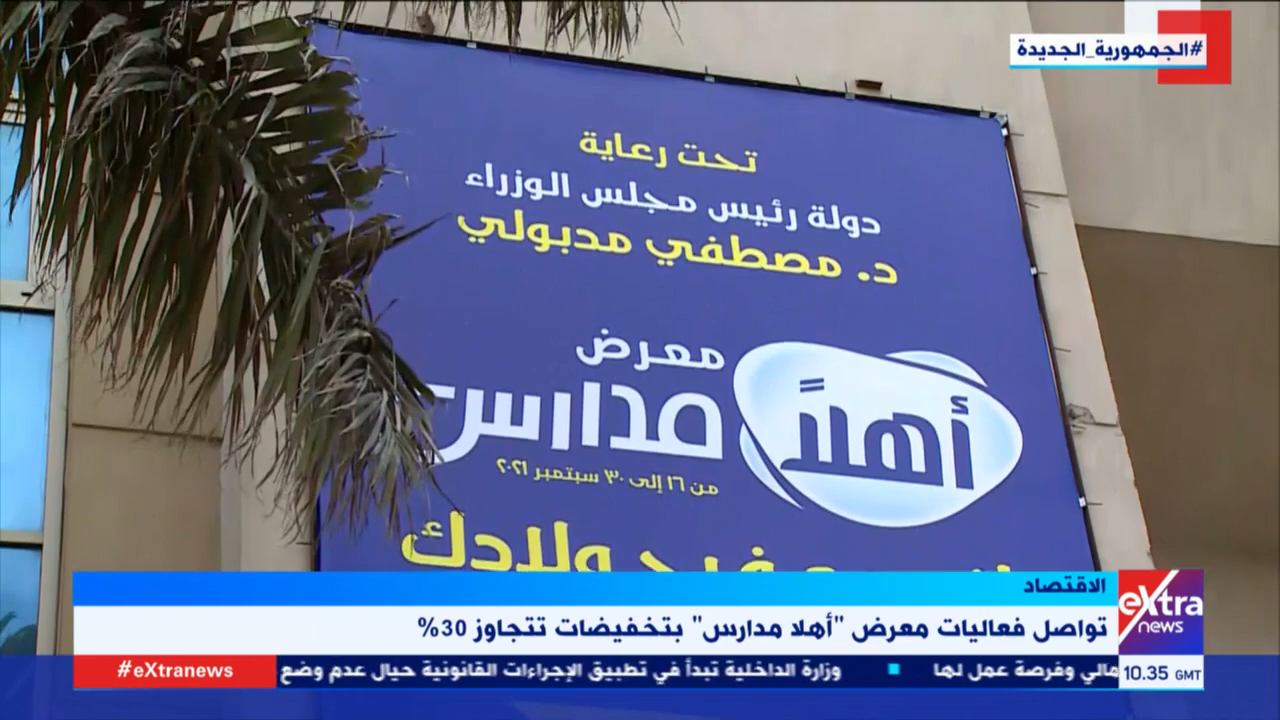 #الجمهورية_الجديدة
تحت رعاية
دولة رئيس مجلس الوزراء
د. مصطفي مدبولي
معرض
أهلاً مدارس
من ١٦ إلى ٣٠ سبتمبر ٢٠٢١
ولادك
الاقتصاد
تواصل فعاليات معرض "أهلا مدارس" بتخفيضات تتجاوز 30%
eXtra news
#eXtranews
مالي وفرصة عمل لها ■ وزارة الداخلية تبدأ في تطبيق الإجراءات القانونية حيال عدم وضع
10.35 GMT